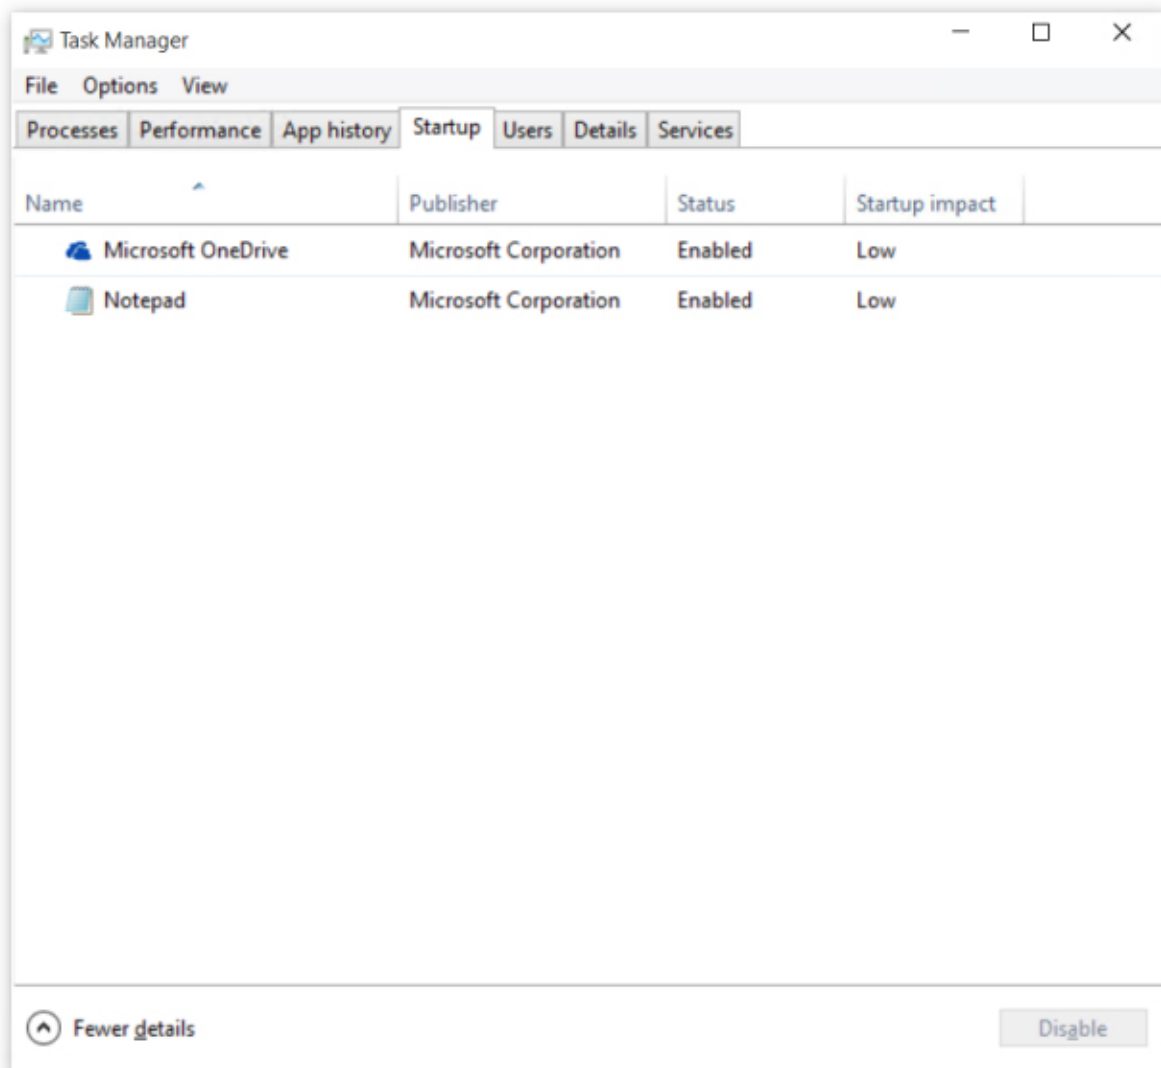 Task Manager
File Options View
Processes Performance App history Startup Users Details Services
Name Publisher Status Startup impact
Microsoft OneDrive Microsoft Corporation Enabled Low
Notepad Microsoft Corporation Enabled Low
Fewer details Disable